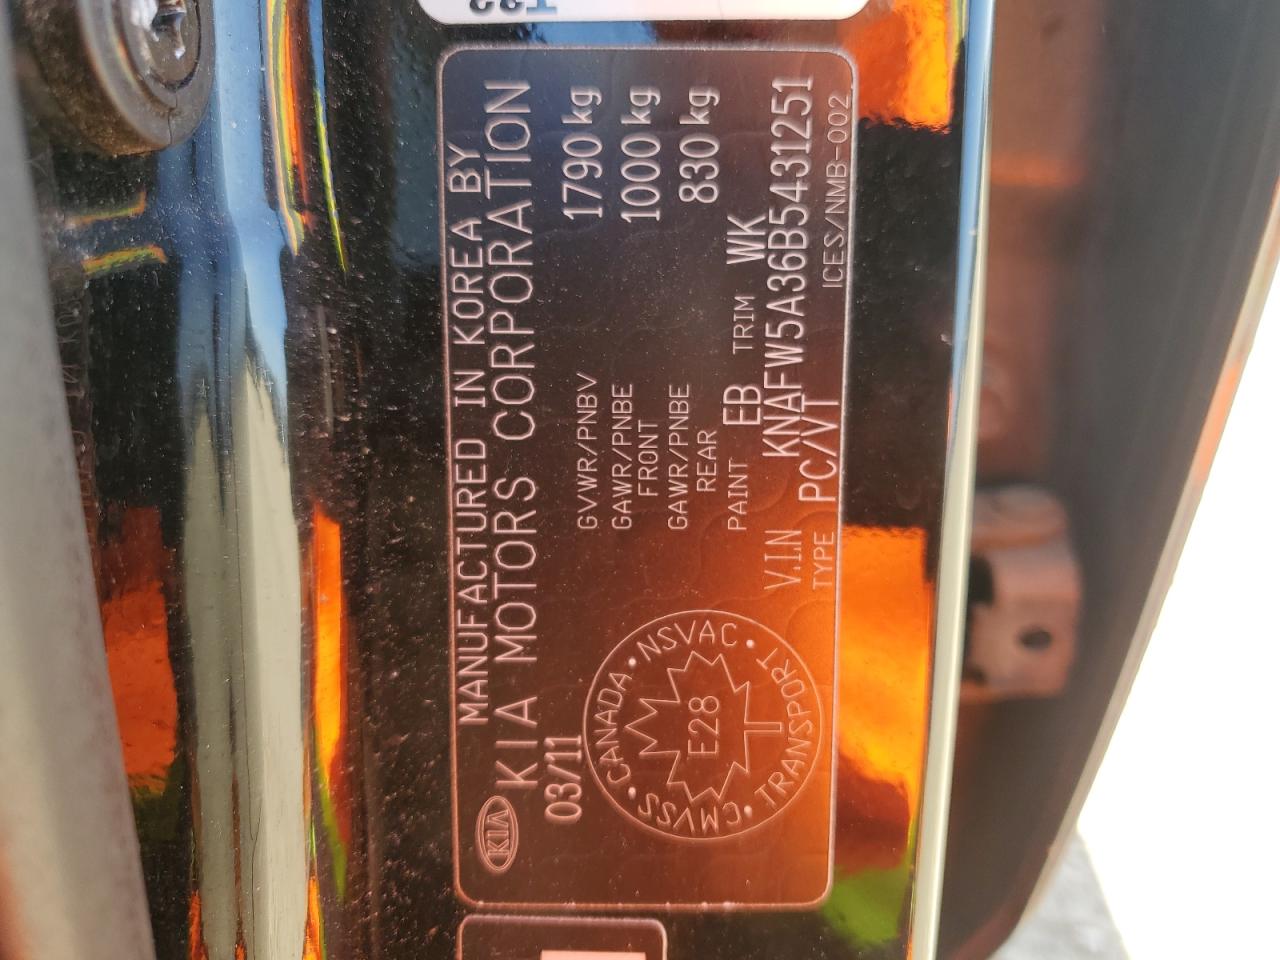 MANUFACTURED IN KOREA BY
KIA KIA MOTORS CORPORATION
03/11
GVWR/PNBV 1790 kg
GAWR/PNBE FRONT 1000 kg
GAWR/PNBE REAR 830 kg
PAINT EB TRIM WK
V.I.N KNAFW5A36B5431251
TYPE PC/VT ICES/NMB-002
CANADA · NSVAC · TRANSPORT · CMVSS ·
E28